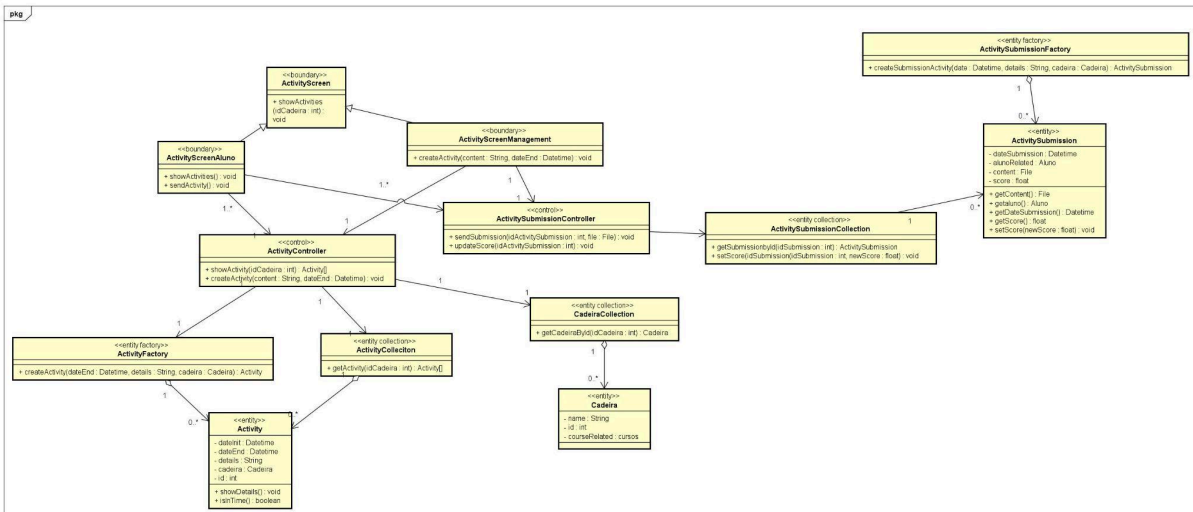 pkg
<<entity factory>>
ActivitySubmissionFactory
+ createSubmissionActivity(date : Datetime, details : String, cadeira : Cadeira) : ActivitySubmission
1
0..*
<<boundary>>
ActivityScreen
+ showActivities
(idCadeira : int) :
void
<<boundary>>
ActivityScreenManagement
+ createActivity(content : String, dateEnd : Datetime) : void
<<boundary>>
ActivityScreenAluno
+ showActivities() : void
+ sendActivity() : void
<<entity>>
ActivitySubmission
- dateSubmission : Datetime
- alunoRelated : Aluno
- content : File
- score : float
+ getContent() : File
+ getaluno() : Aluno
+ getDateSubmission() : Datetime
+ getScore() : float
+ setScore(newScore : float) : void
1..*
1
1
1..*
1
1
<<control>>
ActivitySubmissionController
+ sendSubmission(idActivitySubmission : int, file : File) : void
+ updateScore(idActivitySubmission : int) : void
1
0..*
<<entity collection>>
ActivitySubmissionCollection
+ getSubmissionbyId(idSubmission : int) : ActivitySubmission
+ setScore(idSubmission(idSubmission : int, newScore : float) : void
<<control>>
ActivityController
+ showActivity(idCadeira : int) : Activity[]
+ createActivity(content : String, dateEnd : Datetime) : void
1
1
1
1
1
1
<<entity collection>>
CadeiraCollection
+ getCadeiraById(idCadeira : int) : Cadeira
1
0..*
<<entity factory>>
ActivityFactory
+ createActivity(dateEnd : Datetime, details : String, cadeira : Cadeira) : Activity
<<entity collection>>
ActivityColleciton
+ getActivity(idCadeira : int) : Activity[]
1
1
0..*
0..*
<<entity>>
Cadeira
- name : String
- id : int
- courseRelated : cursos
<<entity>>
Activity
- dateInit : Datetime
- dateEnd : Datetime
- details : String
- cadeira : Cadeira
- id : int
+ showDetails() : void
+ isInTime() : boolean